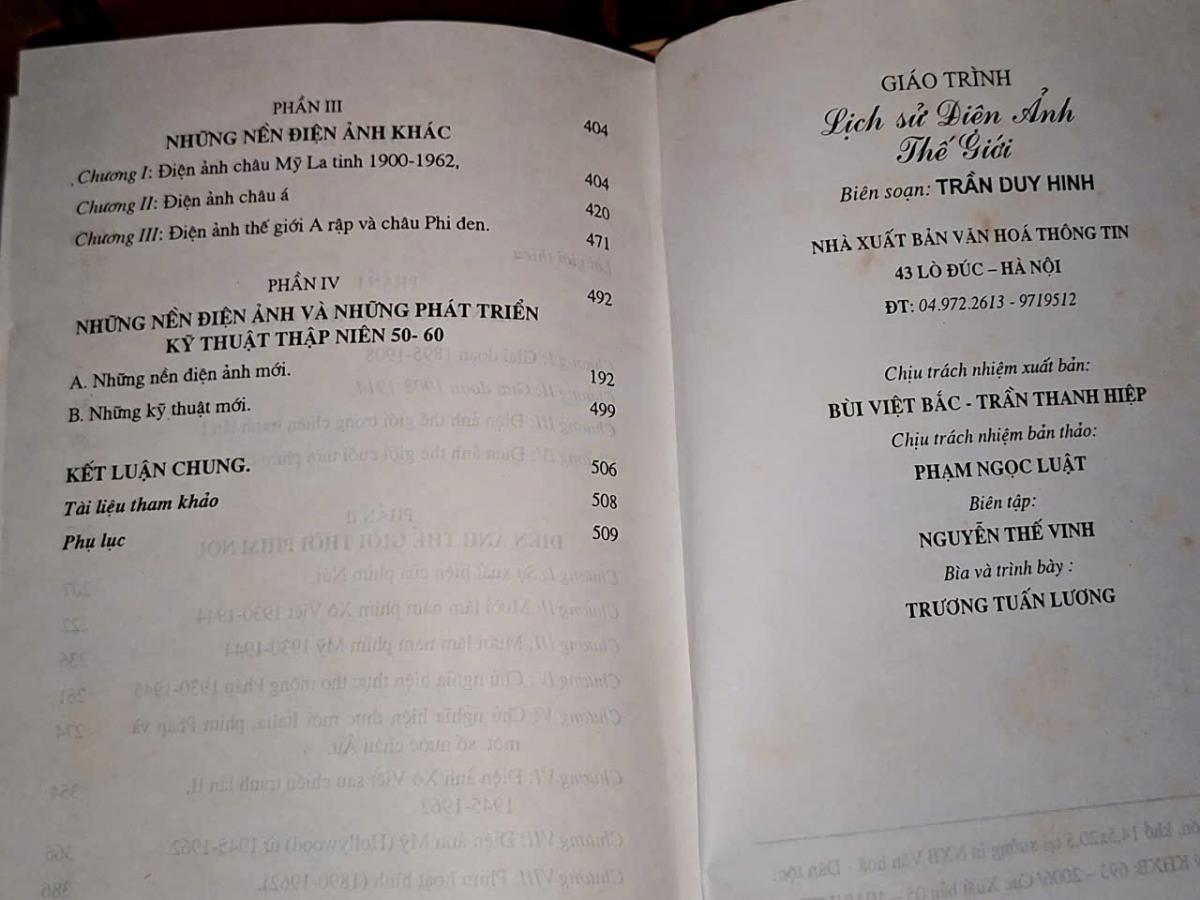 PHẦN III
NHỮNG NỀN ĐIỆN ẢNH KHÁC 404
Chương I: Điện ảnh châu Mỹ La tinh 1900-1962, 404
Chương II: Điện ảnh châu á 420
Chương III: Điện ảnh thế giới A rập và châu Phi đen. 471
PHẦN IV
NHỮNG NỀN ĐIỆN ẢNH VÀ NHỮNG PHÁT TRIỂN 492
KỸ THUẬT THẬP NIÊN 50- 60
A. Những nền điện ảnh mới. 192
B. Những kỹ thuật mới. 499
KẾT LUẬN CHUNG. 506
Tài liệu tham khảo 508
Phụ lục 509
GIÁO TRÌNH
Lịch sử Điên Ảnh
Thế Giới
Biên soạn: TRẦN DUY HINH
NHÀ XUẤT BẢN VĂN HOÁ THÔNG TIN
43 LÒ ĐÚC – HÀ NỘI
ĐT: 04.972.2613 - 9719512
Chịu trách nhiệm xuất bản:
BÙI VIỆT BẮC - TRẦN THANH HIỆP
Chịu trách nhiệm bản thảo:
PHẠM NGỌC LUẬT
Biên tập:
NGUYỄN THẾ VINH
Bìa và trình bày :
TRƯƠNG TUẤN LƯƠNG